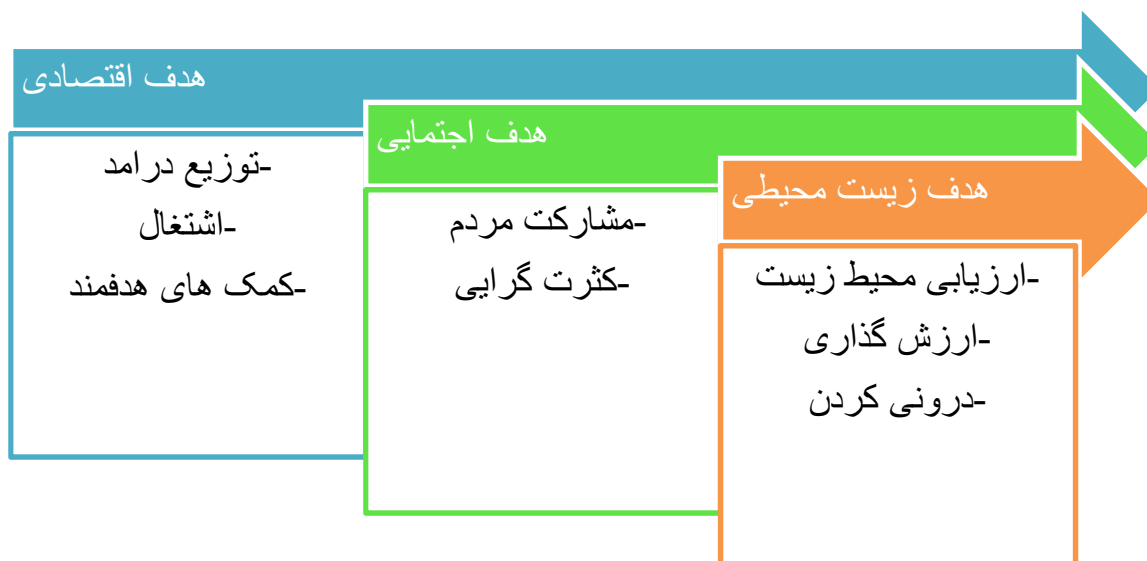 هدف اقتصادی
-توزیع درامد
-اشتغال
-کمک های هدفمند
هدف اجتمایی
-مشارکت مردم
-کثرت گرایی
هدف زیست محیطی
-ارزیابی محیط زیست
-ارزش گذاری
-درونی کردن